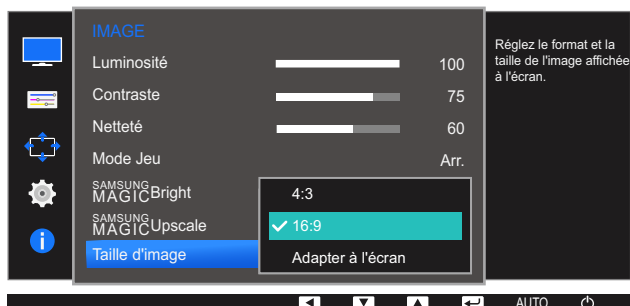 IMAGE
Luminosité 100
Contraste 75
Netteté 60
Mode Jeu Arr.
SAMSUNG MAGIC Bright
SAMSUNG MAGIC Upscale
Taille d'image
4:3
16:9
Adapter à l'écran
Réglez le format et la
taille de l'image affichée
à l'écran.
AUTO